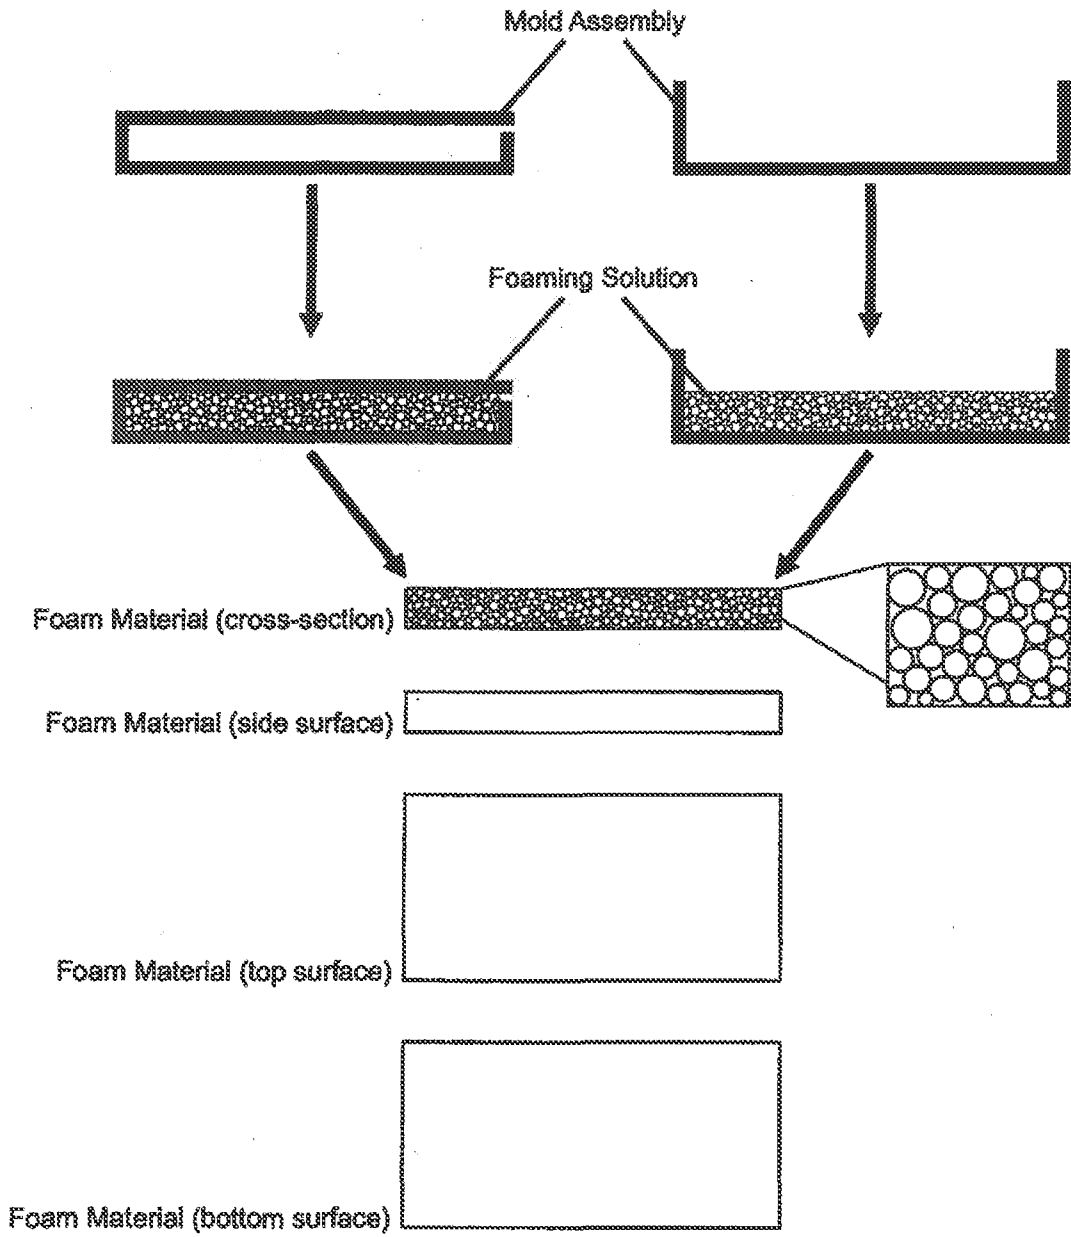 Mold Assembly
Foaming Solution
Foam Material (cross-section)
Foam Material (side surface)
Foam Material (top surface)
Foam Material (bottom surface)